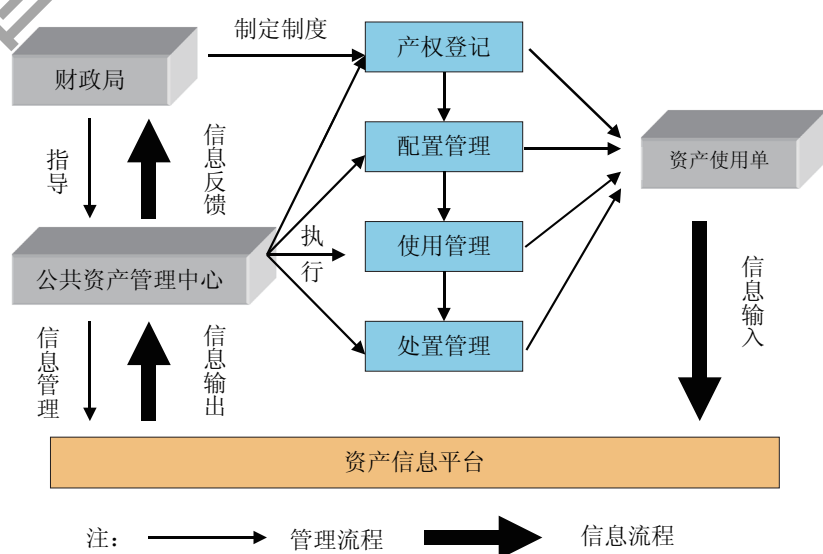 制定制度
产权登记
财政局
指导
信息反馈
配置管理
资产使用单
公共资产管理中心
执行
使用管理
处置管理
信息管理
信息输出
信息输入
资产信息平台
注：
管理流程
信息流程